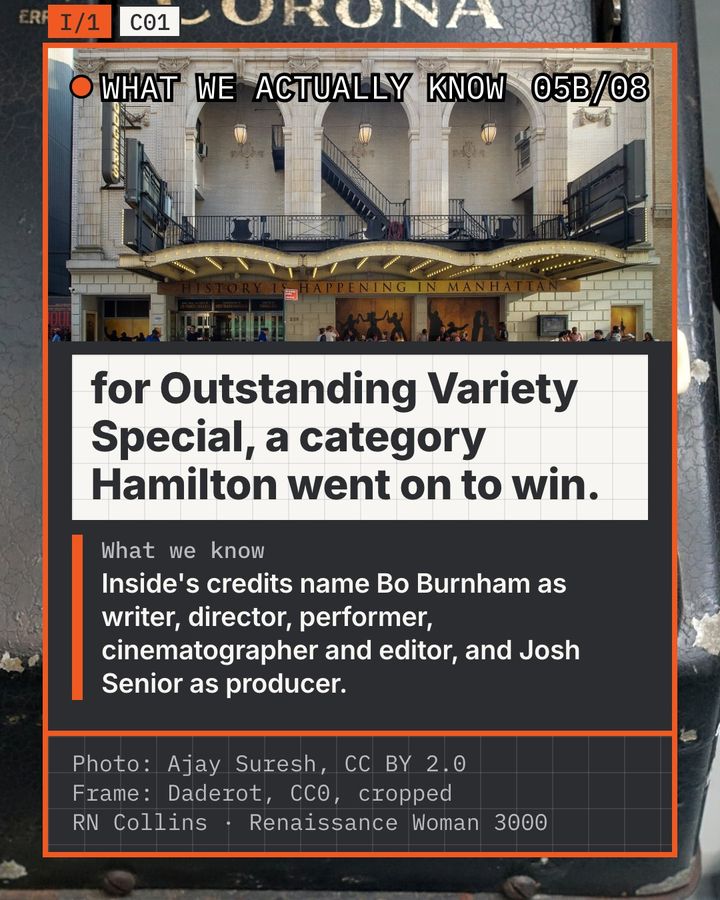 CORONA
I/1 C01
WHAT WE ACTUALLY KNOW 05B/08
HISTORY IS HAPPENING IN MANHATTAN
for Outstanding Variety
Special, a category
Hamilton went on to win.
What we know
Inside's credits name Bo Burnham as
writer, director, performer,
cinematographer and editor, and Josh
Senior as producer.
Photo: Ajay Suresh, CC BY 2.0
Frame: Daderot, CC0, cropped
RN Collins · Renaissance Woman 3000